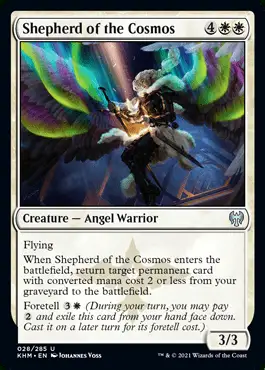 Shepherd of the Cosmos 4
Creature — Angel Warrior
Flying
When Shepherd of the Cosmos enters the
battlefield, return target permanent card
with converted mana cost 2 or less from your
graveyard to the battlefield.
Foretell 3 (During your turn, you may pay
2 and exile this card from your hand face down.
Cast it on a later turn for its foretell cost.)
3/3
028/285 U
KHM • EN Johannes Voss
™ & © 2021 Wizards of the Coast